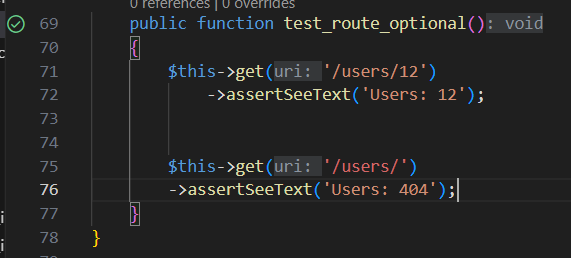 0 references | 0 overrides
69 public function test_route_optional(): void
70 {
71 $this->get(uri: '/users/12')
72 ->assertSeeText('Users: 12');
73
74
75 $this->get(uri: '/users/')
76 ->assertSeeText('Users: 404');
77 }
78 }